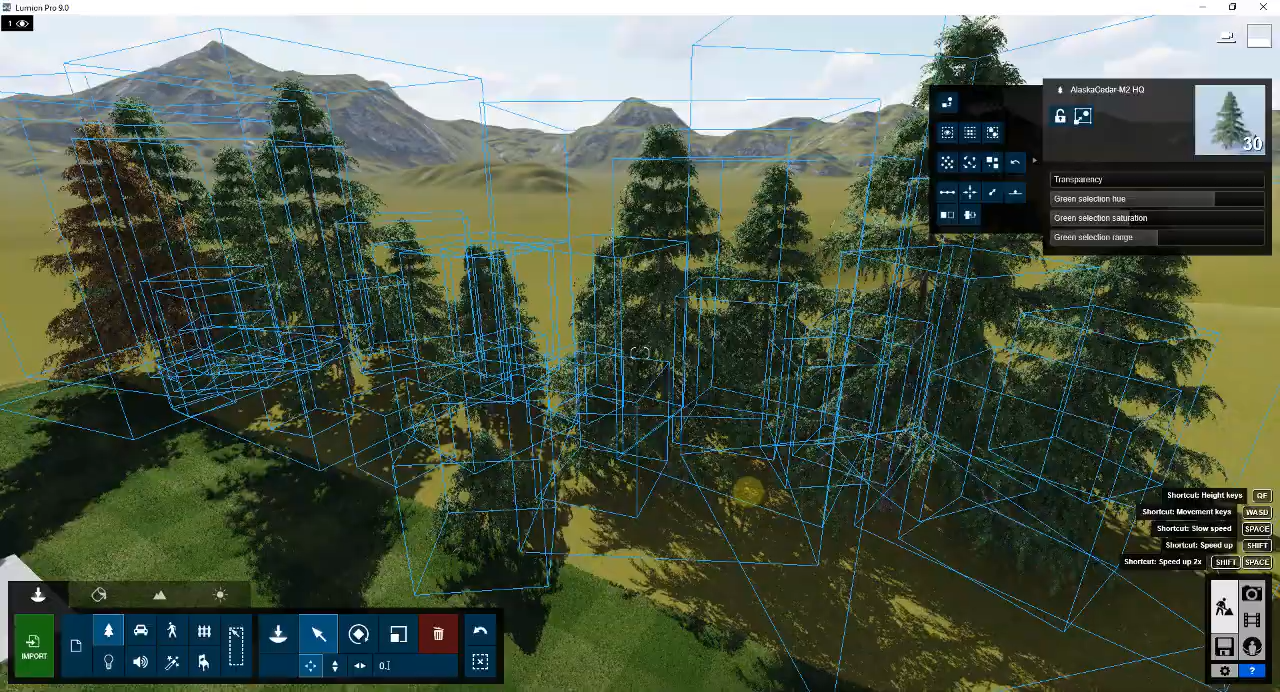 Lumion Pro 9.0
1
AlaskaCedar-M2 HQ
30
Transparency
Green selection hue
Green selection saturation
Green selection range
Shortcut: Height keys QF
Shortcut: Movement keys WASD
Shortcut: Slow speed SPACE
Shortcut: Speed up SHIFT
Shortcut: Speed up 2x SHIFT SPACE
IMPORT
0.
?